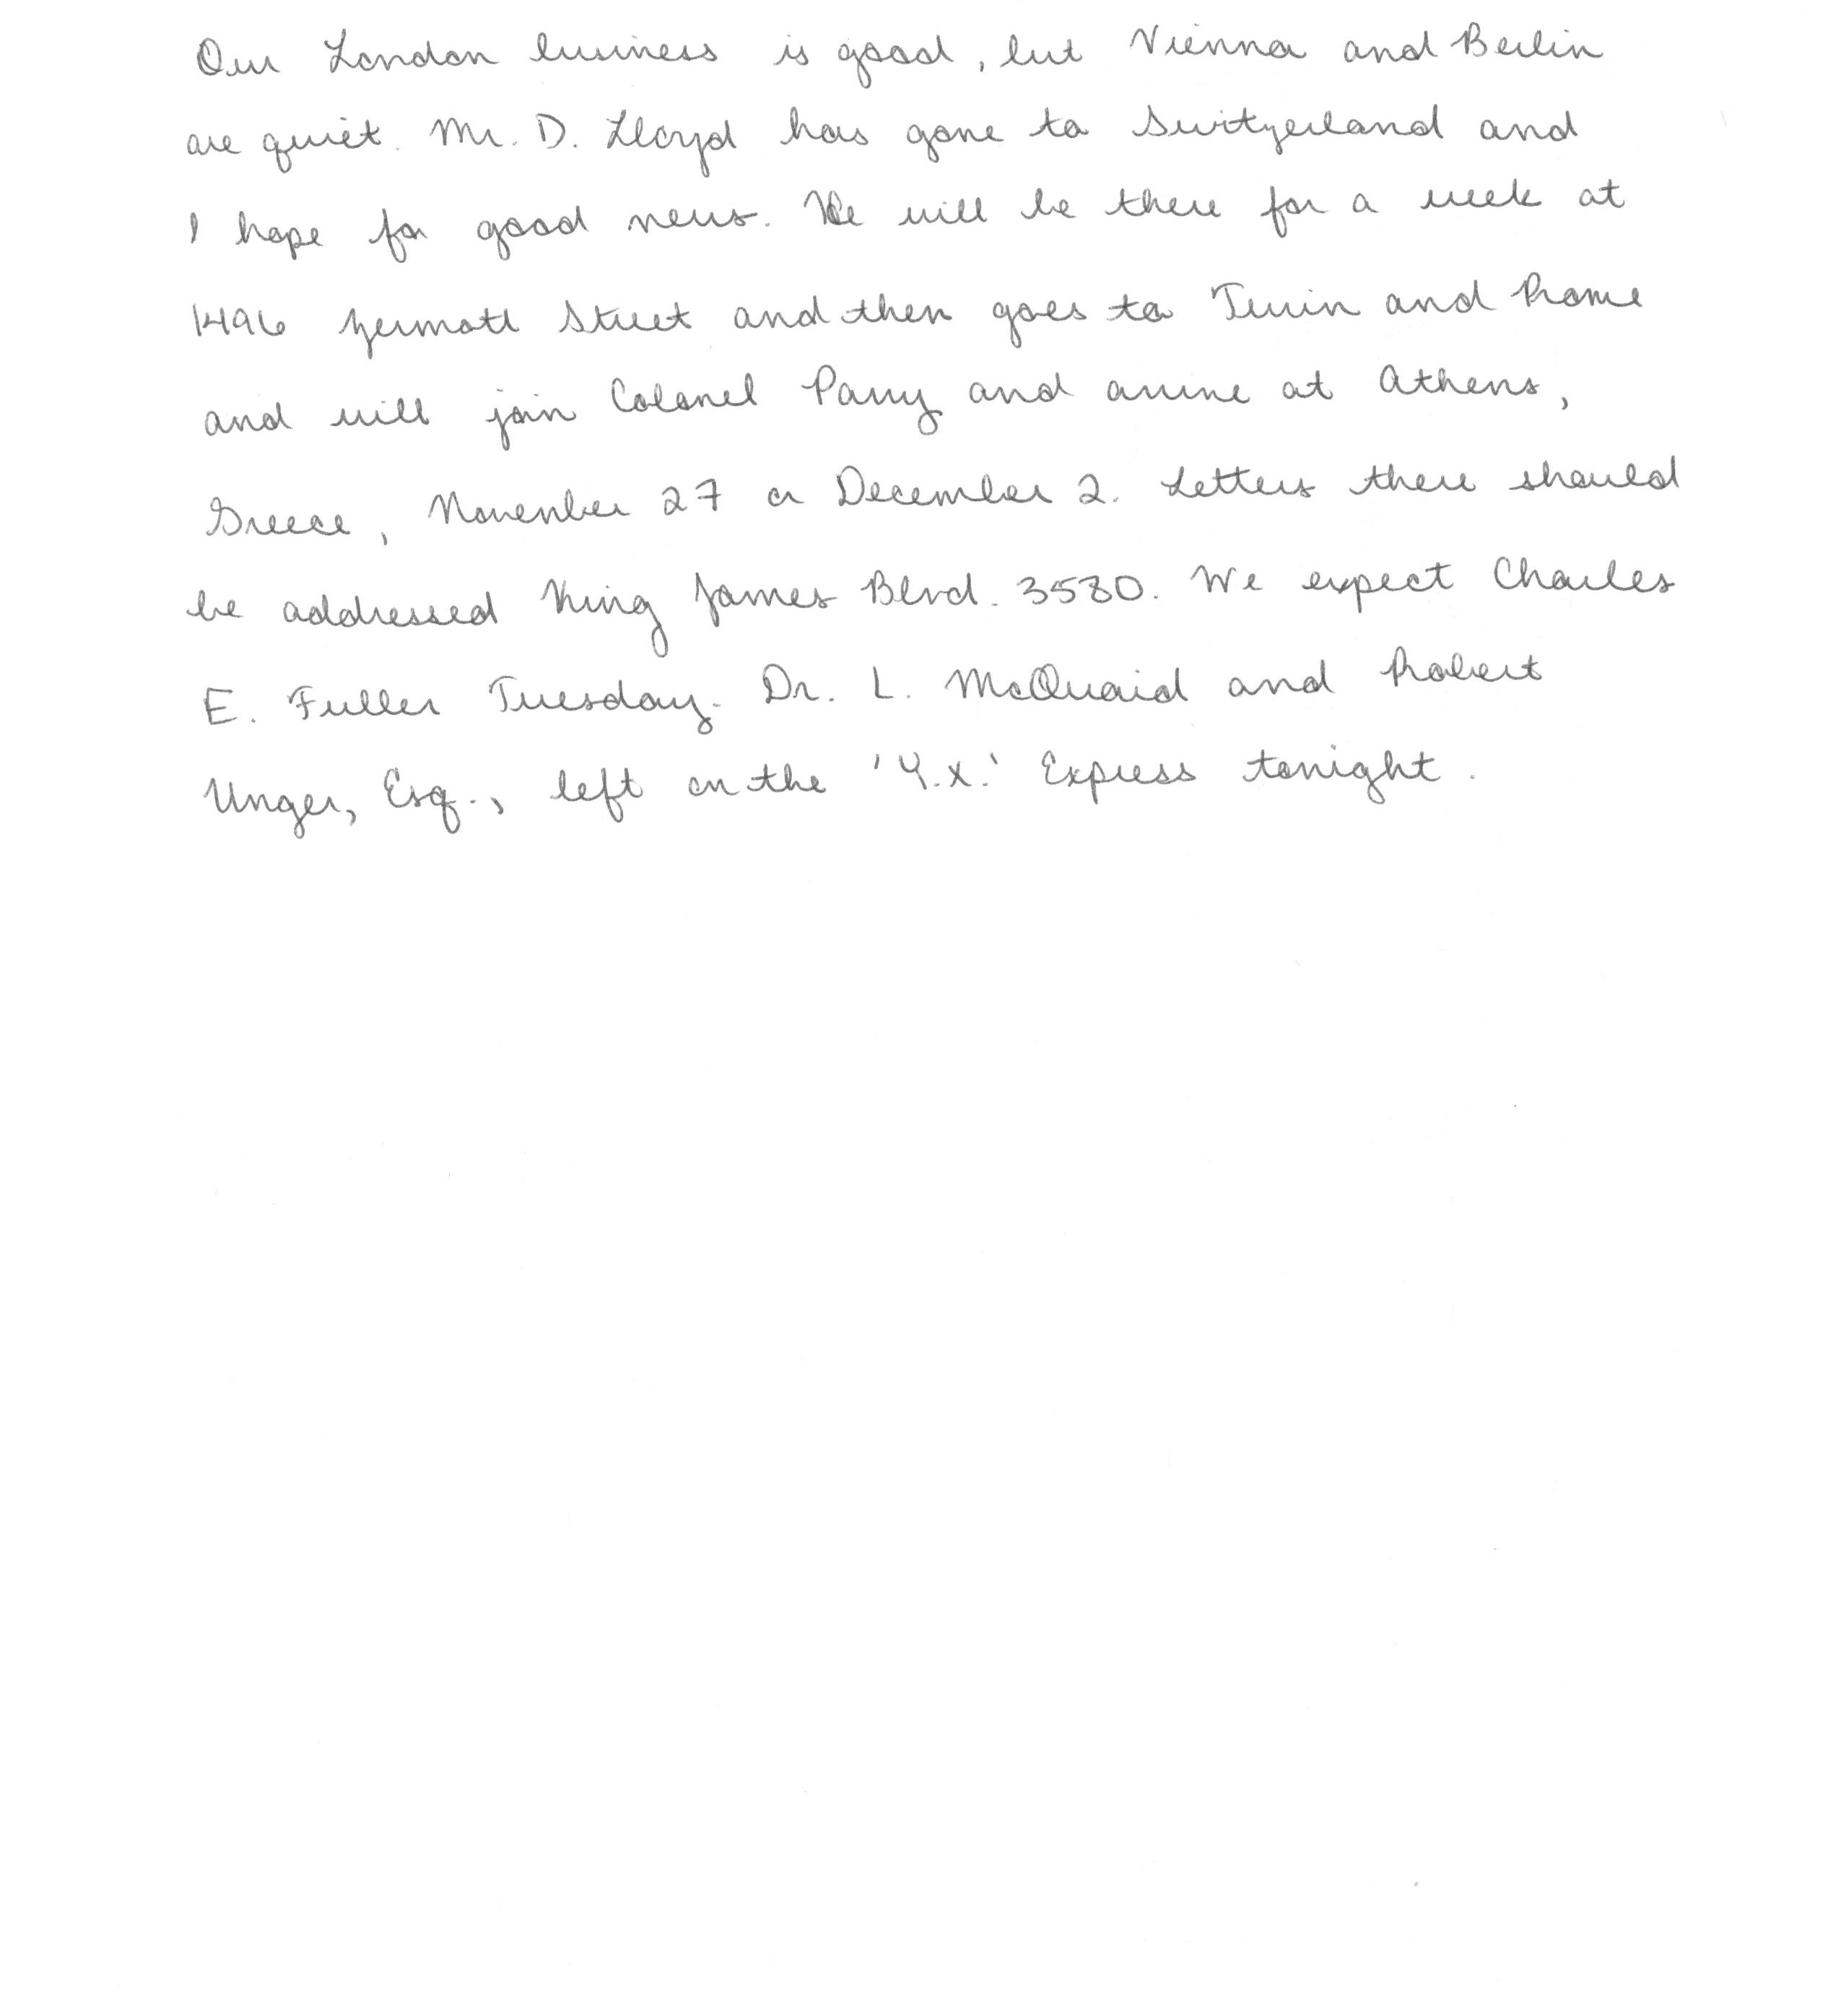 Our London business is good, but Vienna and Berlin
are quiet. Mr. D. Lloyd has gone to Switzerland and
I hope for good news. He will be there for a week at
1496 Zermott Street and then goes to Turin and Rome
and will join Colonel Parry and arrive at Athens,
Greece, November 27 or December 2. Letters there should
be addressed King James Blvd. 3580. We expect Charles
E. Fuller Tuesday. Dr. L. McQuaid and Robert
Unger, Esq., left on the 'Y.X.' Express tonight.